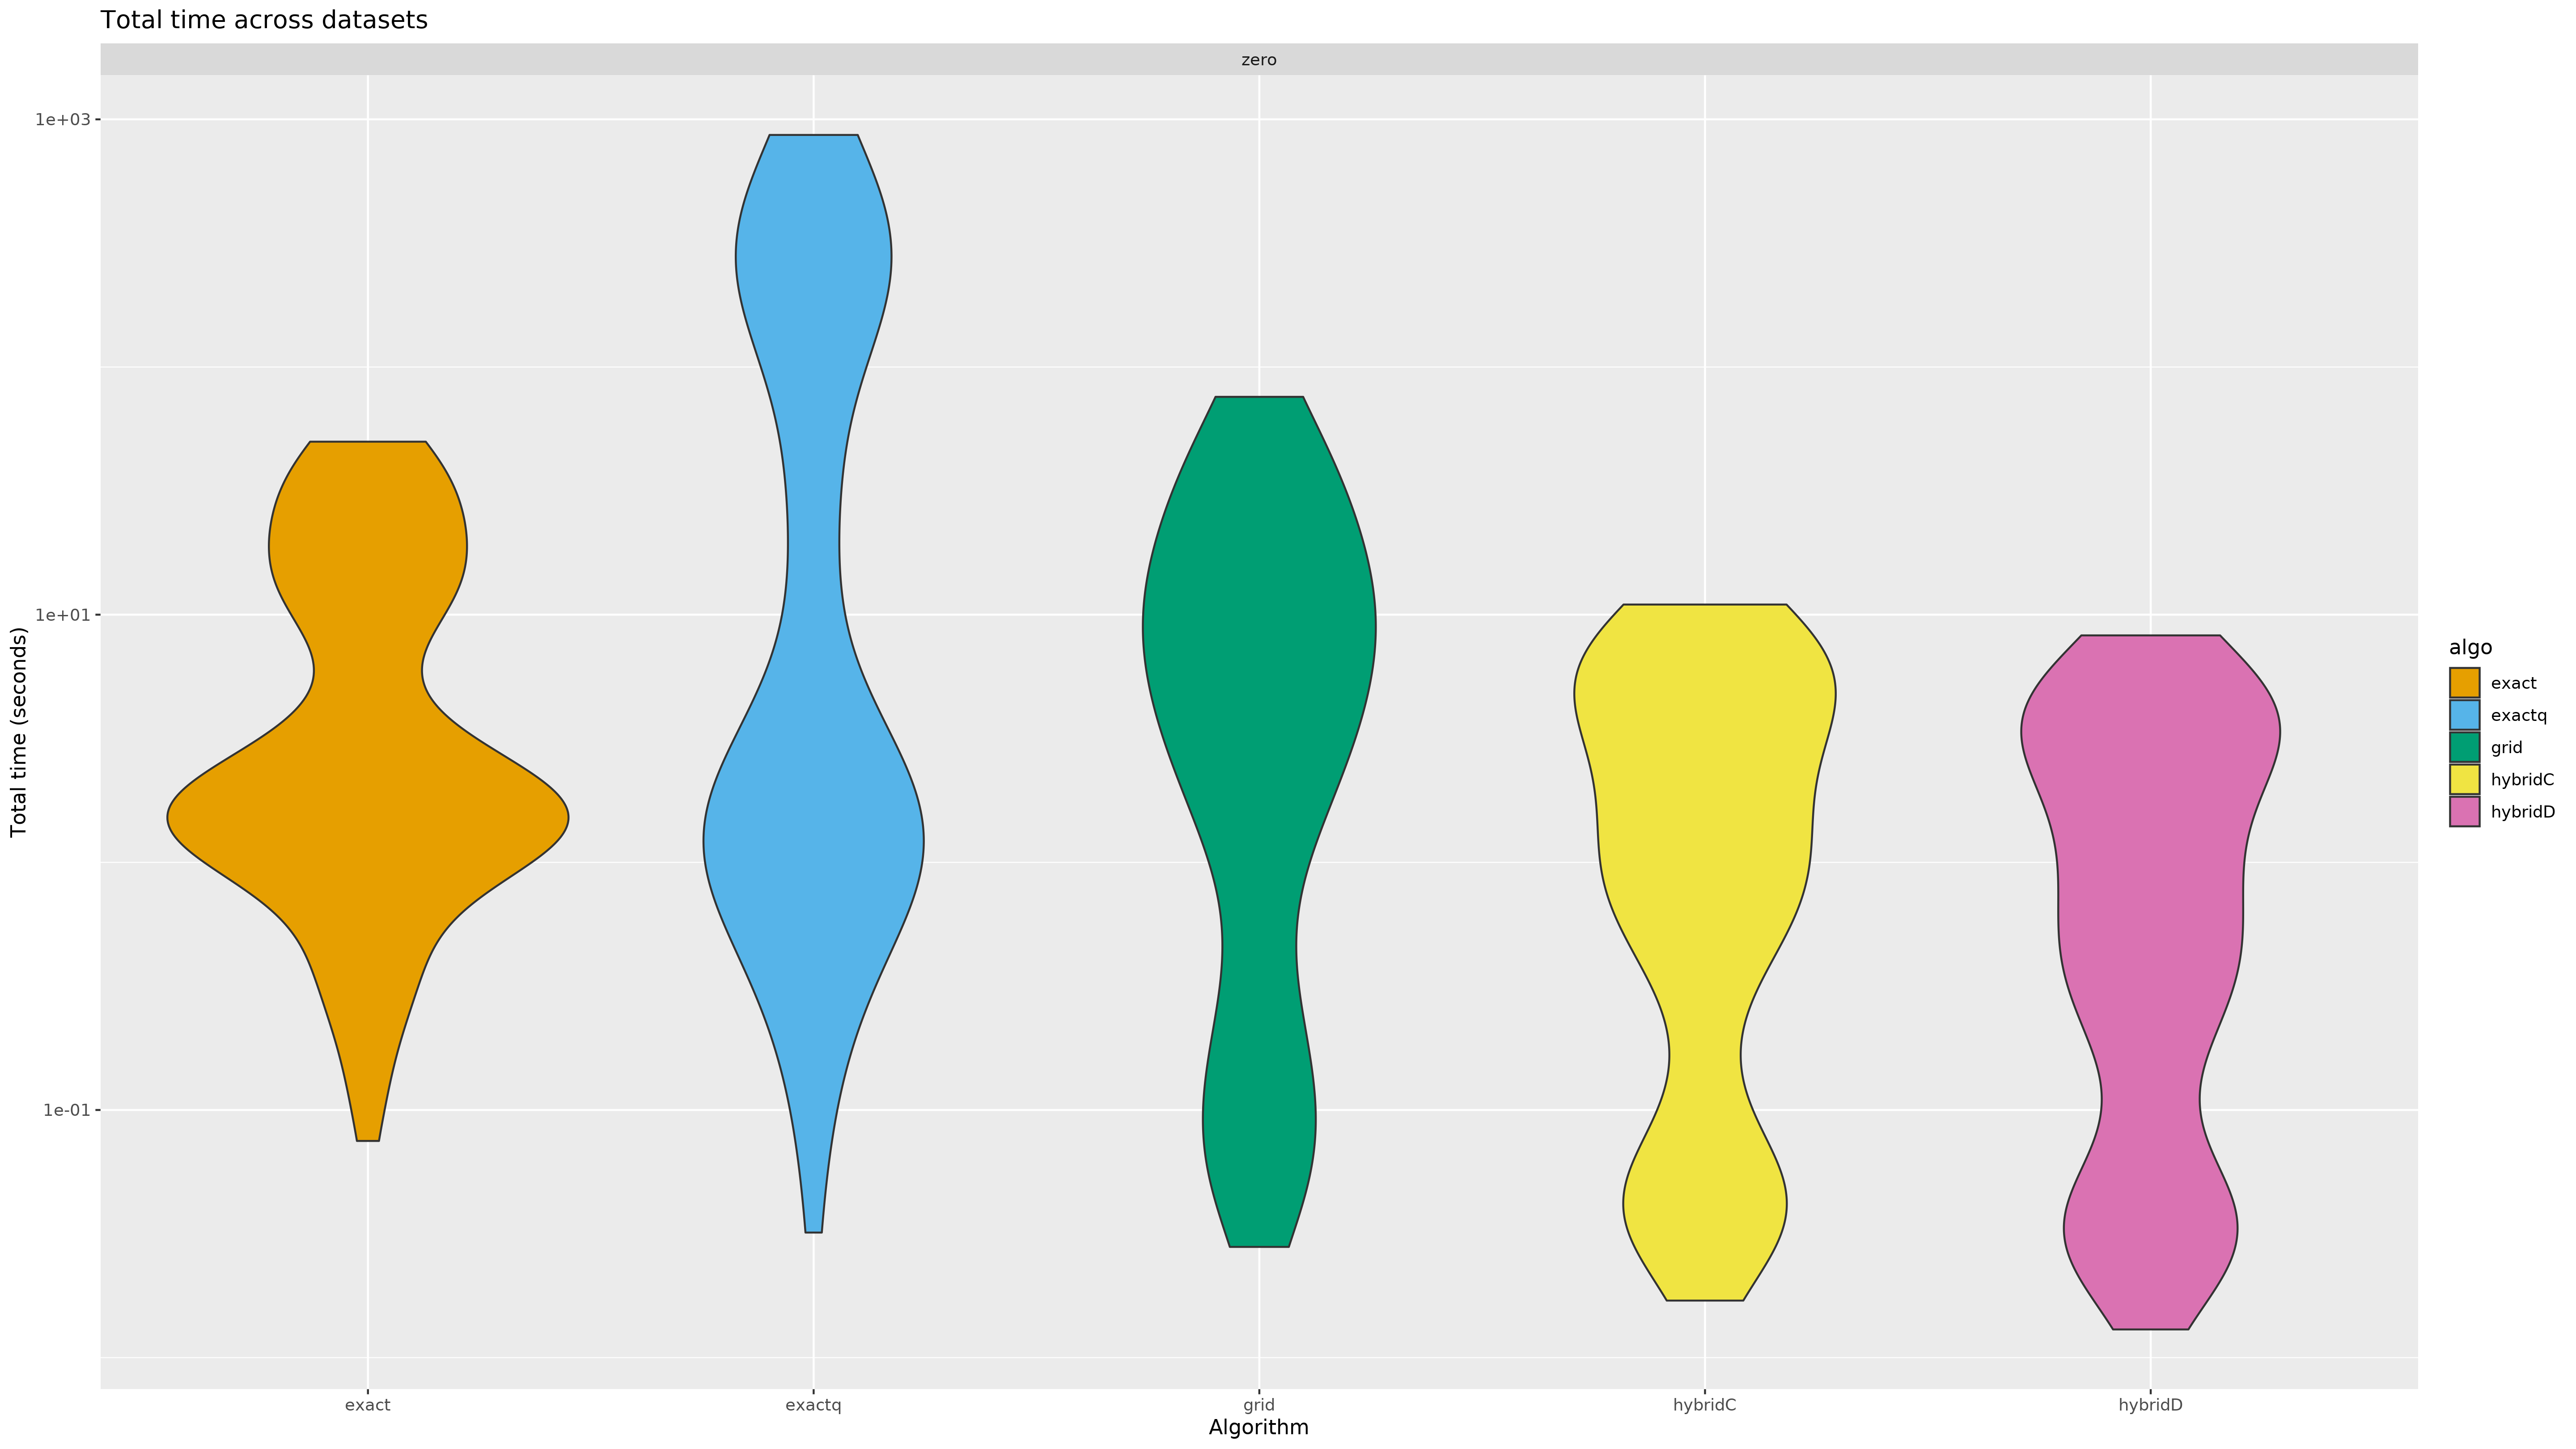 Total time across datasets
zero
1e+03
1e+01
1e-01
Total time (seconds)
exact
exactq
grid
hybridC
hybridD
Algorithm
algo
exact
exactq
grid
hybridC
hybridD